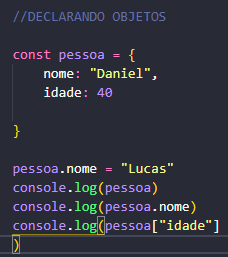 //DECLARANDO OBJETOS
const pessoa = {
nome: "Daniel",
idade: 40
}
pessoa.nome = "Lucas"
console.log(pessoa)
console.log(pessoa.nome)
console.log(pessoa["idade"]
)